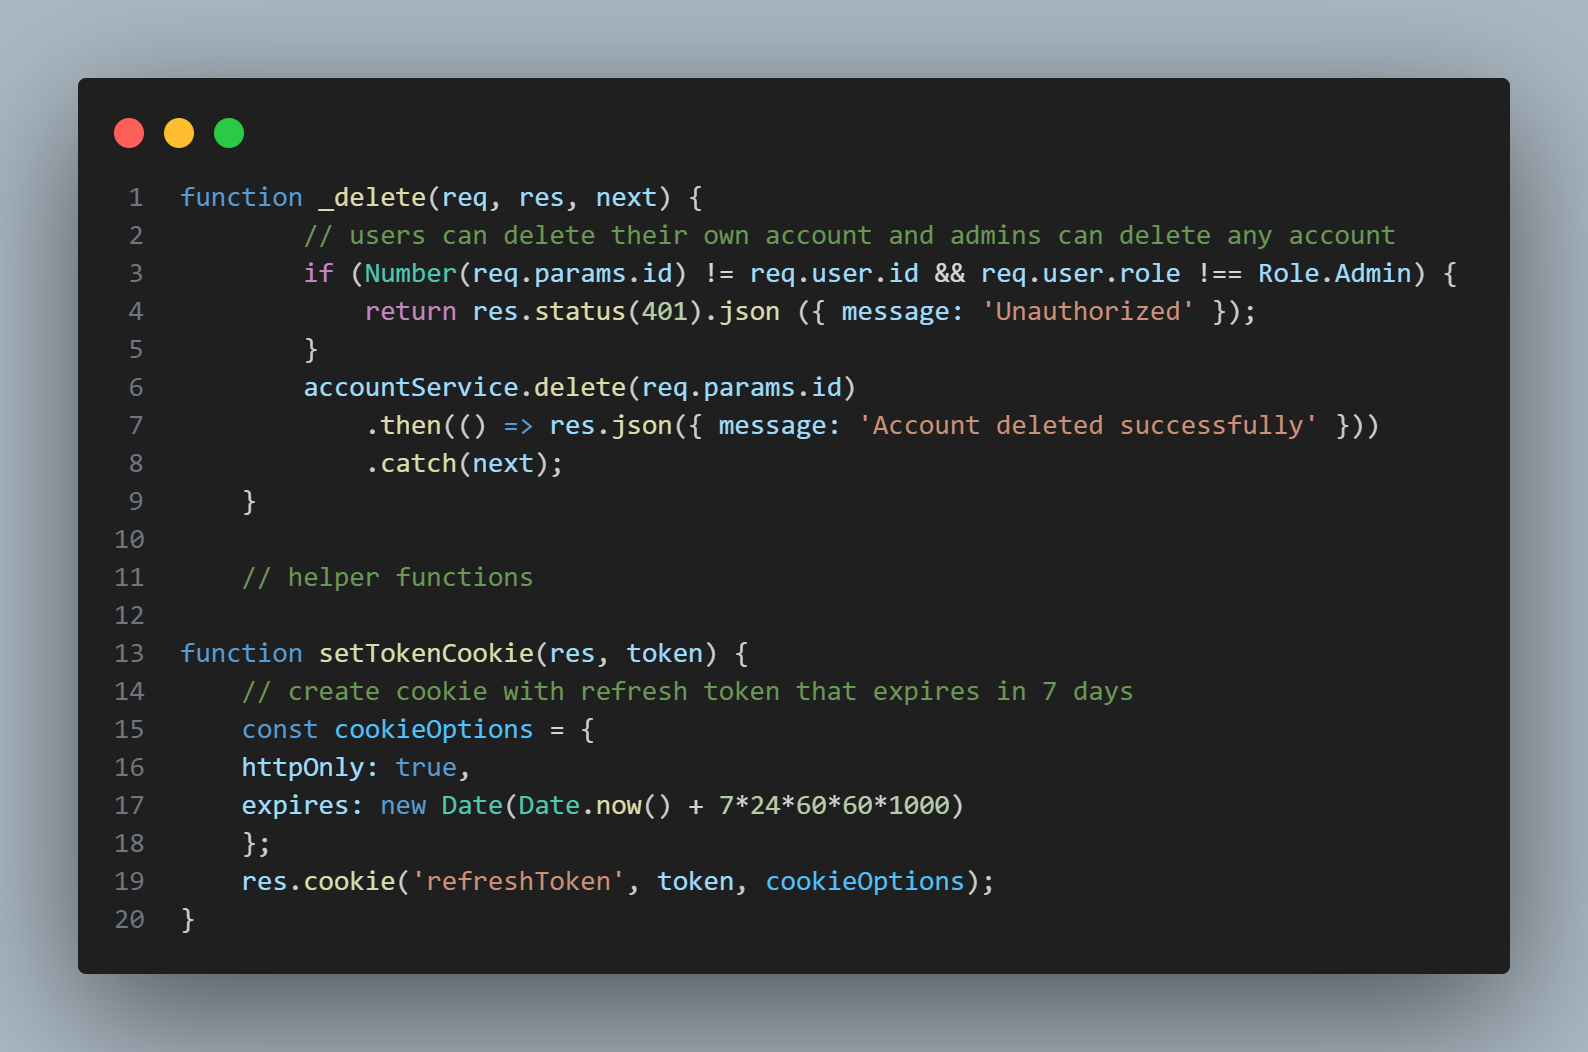 1 function _delete(req, res, next) {
2 // users can delete their own account and admins can delete any account
3 if (Number(req.params.id) != req.user.id && req.user.role !== Role.Admin) {
4 return res.status(401).json ({ message: 'Unauthorized' });
5 }
6 accountService.delete(req.params.id)
7 .then(() => res.json({ message: 'Account deleted successfully' }))
8 .catch(next);
9 }
10
11 // helper functions
12
13 function setTokenCookie(res, token) {
14 // create cookie with refresh token that expires in 7 days
15 const cookieOptions = {
16 httpOnly: true,
17 expires: new Date(Date.now() + 7*24*60*60*1000)
18 };
19 res.cookie('refreshToken', token, cookieOptions);
20 }